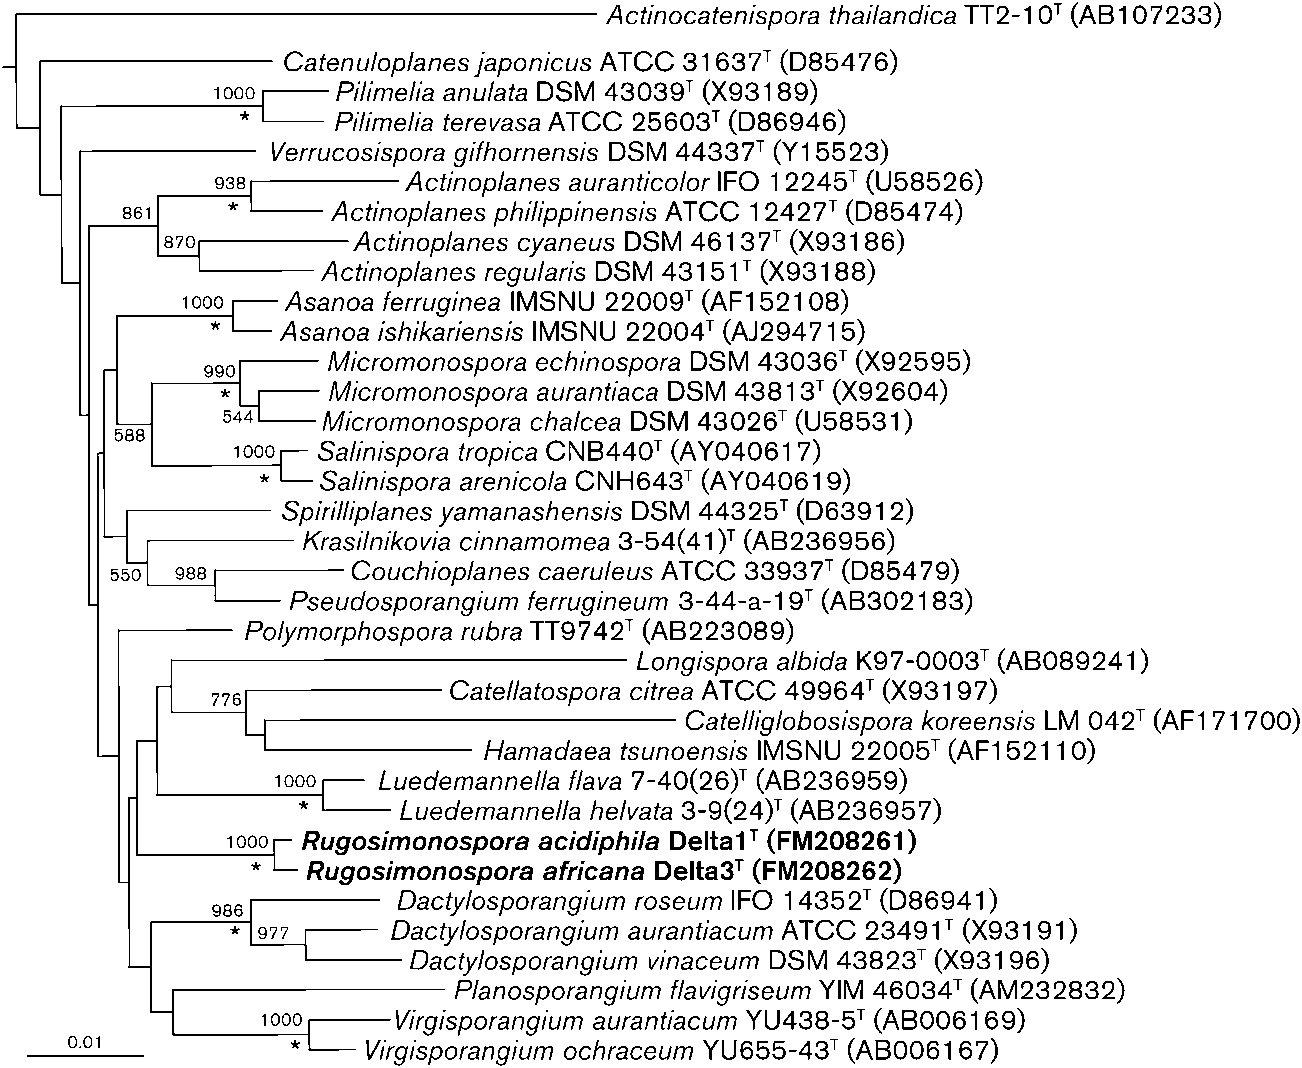 Actinocatenispora thailandica TT2-10ᵀ (AB107233)
Catenuloplanes japonicus ATCC 31637ᵀ (D85476)
1000
Pilimelia anulata DSM 43039ᵀ (X93189)
*
Pilimelia terevasa ATCC 25603ᵀ (D86946)
Verrucosispora gifhornensis DSM 44337ᵀ (Y15523)
938
Actinoplanes auranticolor IFO 12245ᵀ (U58526)
*
861
Actinoplanes philippinensis ATCC 12427ᵀ (D85474)
870
Actinoplanes cyaneus DSM 46137ᵀ (X93186)
Actinoplanes regularis DSM 43151ᵀ (X93188)
1000
Asanoa ferruginea IMSNU 22009ᵀ (AF152108)
*
Asanoa ishikariensis IMSNU 22004ᵀ (AJ294715)
Micromonospora echinospora DSM 43036ᵀ (X92595)
990
*
Micromonospora aurantiaca DSM 43813ᵀ (X92604)
544
Micromonospora chalcea DSM 43026ᵀ (U58531)
588
1000
Salinispora tropica CNB440ᵀ (AY040617)
*
Salinispora arenicola CNH643ᵀ (AY040619)
Spirilliplanes yamanashensis DSM 44325ᵀ (D63912)
Krasilnikovia cinnamomea 3-54(41)ᵀ (AB236956)
550
988
Couchioplanes caeruleus ATCC 33937ᵀ (D85479)
Pseudosporangium ferrugineum 3-44-a-19ᵀ (AB302183)
Polymorphospora rubra TT9742ᵀ (AB223089)
Longispora albida K97-0003ᵀ (AB089241)
776
Catellatospora citrea ATCC 49964ᵀ (X93197)
Catelliglobosispora koreensis LM 042ᵀ (AF171700)
Hamadaea tsunoensis IMSNU 22005ᵀ (AF152110)
1000
Luedemannella flava 7-40(26)ᵀ (AB236959)
*
Luedemannella helvata 3-9(24)ᵀ (AB236957)
1000
Rugosimonospora acidiphila Delta1ᵀ (FM208261)
*
Rugosimonospora africana Delta3ᵀ (FM208262)
Dactylosporangium roseum IFO 14352ᵀ (D86941)
986
*
977
Dactylosporangium aurantiacum ATCC 23491ᵀ (X93191)
Dactylosporangium vinaceum DSM 43823ᵀ (X93196)
Planosporangium flavigriseum YIM 46034ᵀ (AM232832)
1000
Virgisporangium aurantiacum YU438-5ᵀ (AB006169)
*
0.01
Virgisporangium ochraceum YU655-43ᵀ (AB006167)